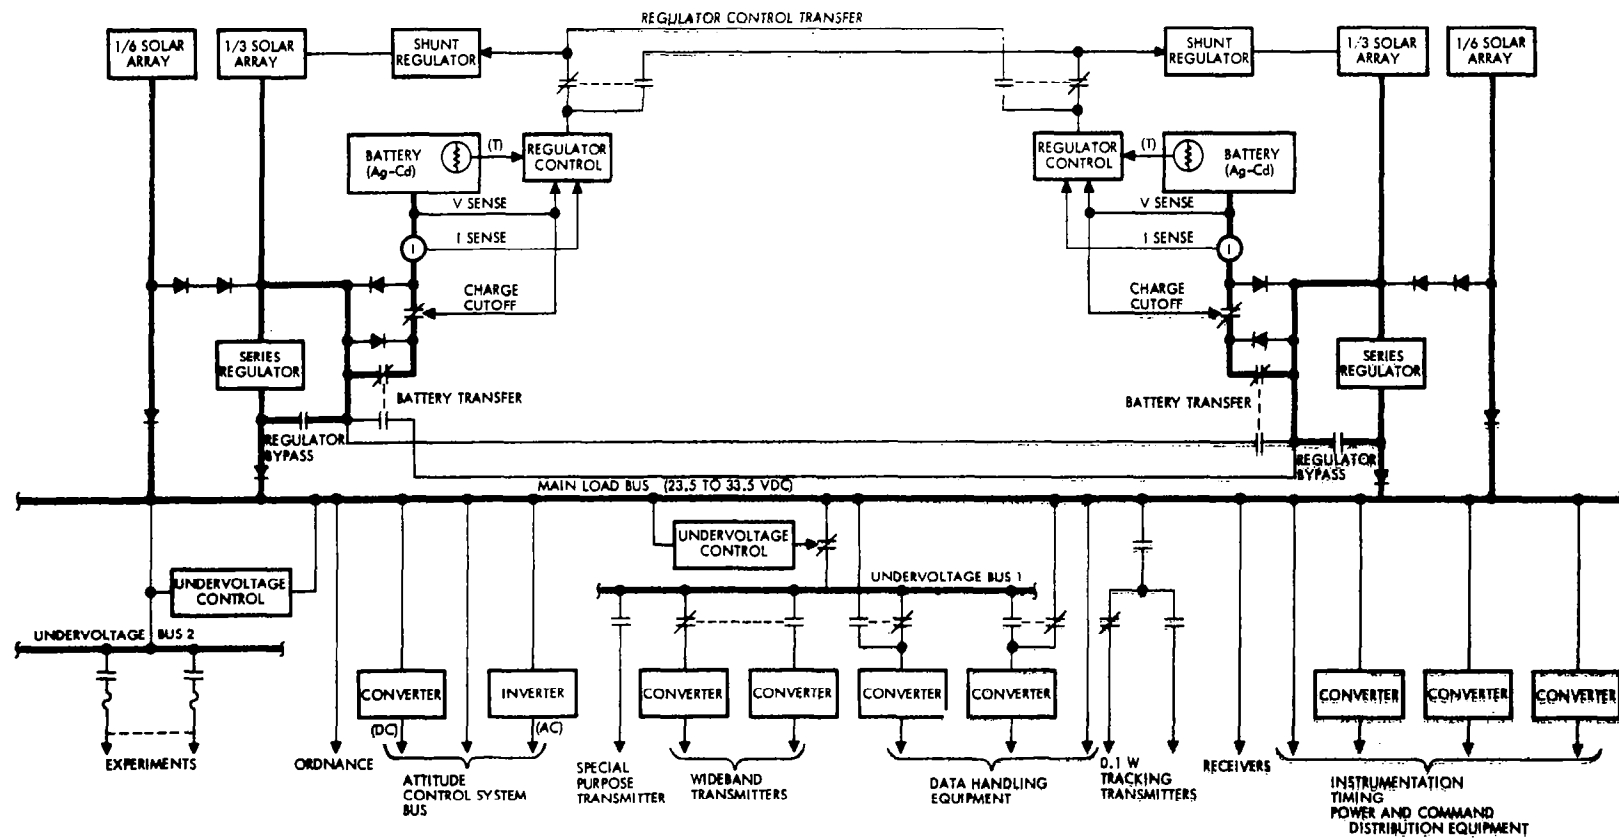 REGULATOR CONTROL TRANSFER
1/6 SOLAR
ARRAY
1/3 SOLAR
ARRAY
SHUNT
REGULATOR
SHUNT
REGULATOR
1/3 SOLAR
ARRAY
1/6 SOLAR
ARRAY
BATTERY
(Ag-Cd)
(T)
REGULATOR
CONTROL
REGULATOR
CONTROL
(T)
BATTERY
(Ag-Cd)
V SENSE
V SENSE
I SENSE
I
I SENSE
I
CHARGE
CUTOFF
CHARGE
CUTOFF
SERIES
REGULATOR
SERIES
REGULATOR
BATTERY TRANSFER
BATTERY TRANSFER
REGULATOR
BYPASS
REGULATOR
BYPASS
MAIN LOAD BUS (23.5 TO 33.5 VDC)
UNDERVOLTAGE
CONTROL
UNDERVOLTAGE
CONTROL
UNDERVOLTAGE BUS 1
UNDERVOLTAGE BUS 2
CONVERTER
INVERTER
CONVERTER
CONVERTER
CONVERTER
CONVERTER
CONVERTER
CONVERTER
CONVERTER
(DC)
(AC)
EXPERIMENTS
ORDNANCE
ATTITUDE
CONTROL SYSTEM
BUS
SPECIAL
PURPOSE
TRANSMITTER
WIDEBAND
TRANSMITTERS
DATA HANDLING
EQUIPMENT
0.1 W
TRACKING
TRANSMITTERS
RECEIVERS
INSTRUMENTATION
TIMING
POWER AND COMMAND
DISTRIBUTION EQUIPMENT